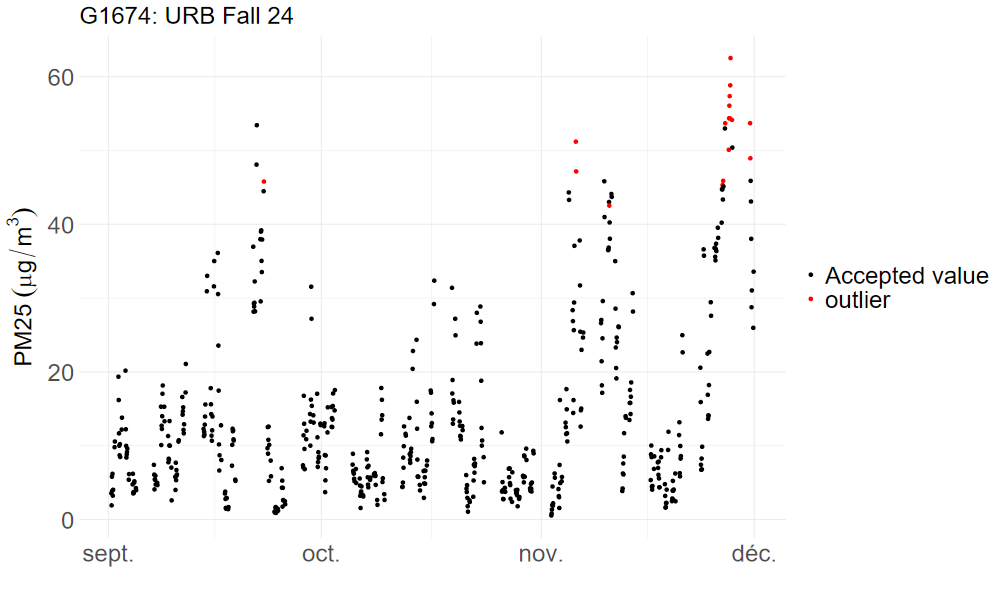 G1674: URB Fall 24
PM25 (μg/m³)
60
40
20
0
sept.
oct.
nov.
déc.
Accepted value
outlier